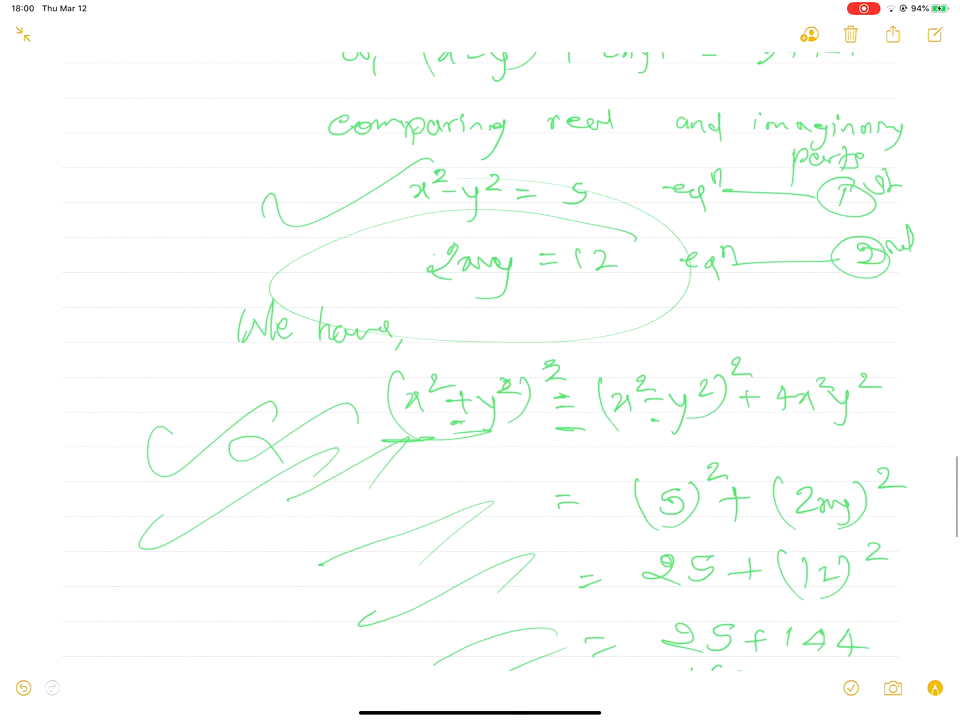 18:00 Thu Mar 12
94%
comparing real and imaginary parts
x² - y² = 5 eqⁿ 1st
2xy = 12 eqⁿ 2nd
We have,
(x² + y²)² = (x² - y²)² + 4x²y²
= (5)² + (2xy)²
= 25 + (12)²
= 25 + 144